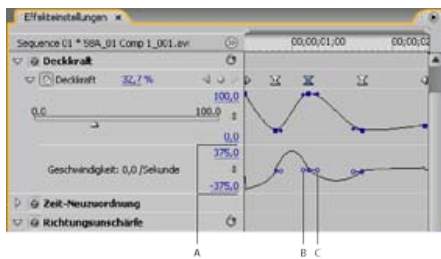 Effekteinstellungen ×
Sequence 01 * 58A_01 Comp 1_001.avi
00;00;01;00
00;00;02
Deckkraft
Deckkraft 32,7 %
100,0
0.0 100.0
0,0
375,0
Geschwindigkeit: 0,0 /Sekunde
-375,0
Zeit-Neuzuordnung
Richtungsunschärfe
A B C